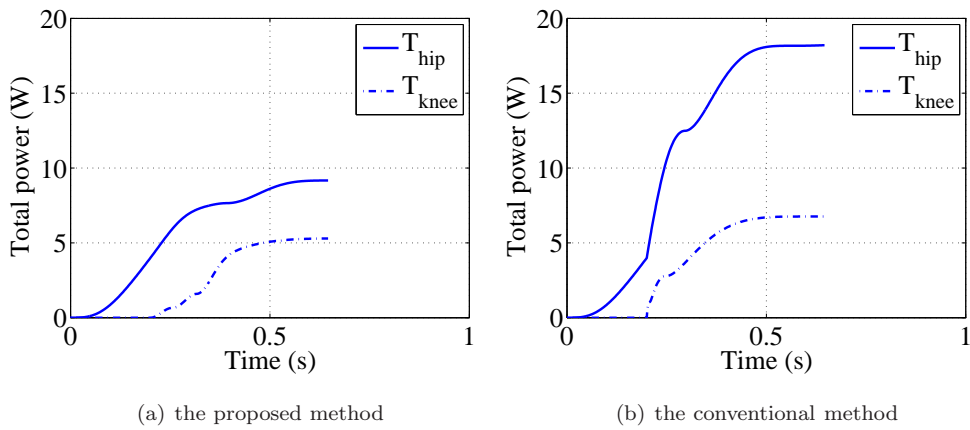 20
15
10
5
0
Total power (W)
T_hip
T_knee
0
0.5
1
Time (s)
(a) the proposed method
20
15
10
5
0
Total power (W)
T_hip
T_knee
0
0.5
1
Time (s)
(b) the conventional method